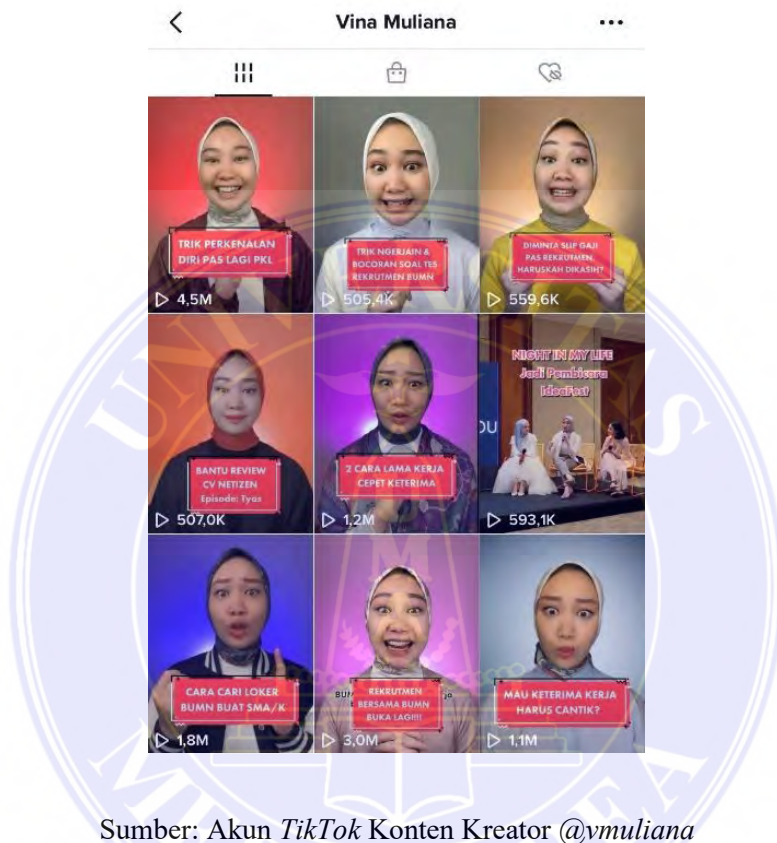 Vina Muliana
TRIK PERKENALAN
DIRI PAS LAGI PKL
4,5M
TRIK NGERJAIN &
BOCORAN SOAL TES
REKRUTMEN BUMN
505,4K
DIMINTA SLIP GAJI
PAS REKRUTMEN,
HARUSKAH DIKASIH?
559,6K
BANTU REVIEW
CV NETIZEN
Episode: Tyas
507,0K
2 CARA LAMA KERJA
CEPET KETERIMA
1,2M
NIGHT IN MY LIFE
Jadi Pembicara
IdeaFest
593,1K
CARA CARI LOKER
BUMN BUAT SMA/K
1,8M
REKRUTMEN
BERSAMA BUMN
BUKA LAGI!!!!
3,0M
MAU KETERIMA KERJA
HARUS CANTIK?
1,1M
Sumber: Akun TikTok Konten Kreator @vmuliana